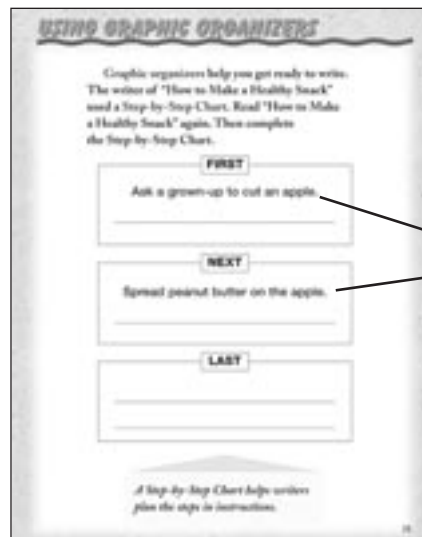 USING GRAPHIC ORGANIZERS
Graphic organizers help you get ready to write.
The writer of "How to Make a Healthy Snack"
used a Step-by-Step Chart. Read "How to Make
a Healthy Snack" again. Then complete
the Step-by-Step Chart.
FIRST
Ask a grown-up to cut an apple.
NEXT
Spread peanut butter on the apple.
LAST
A Step-by-Step Chart helps writers
plan the steps in instructions.